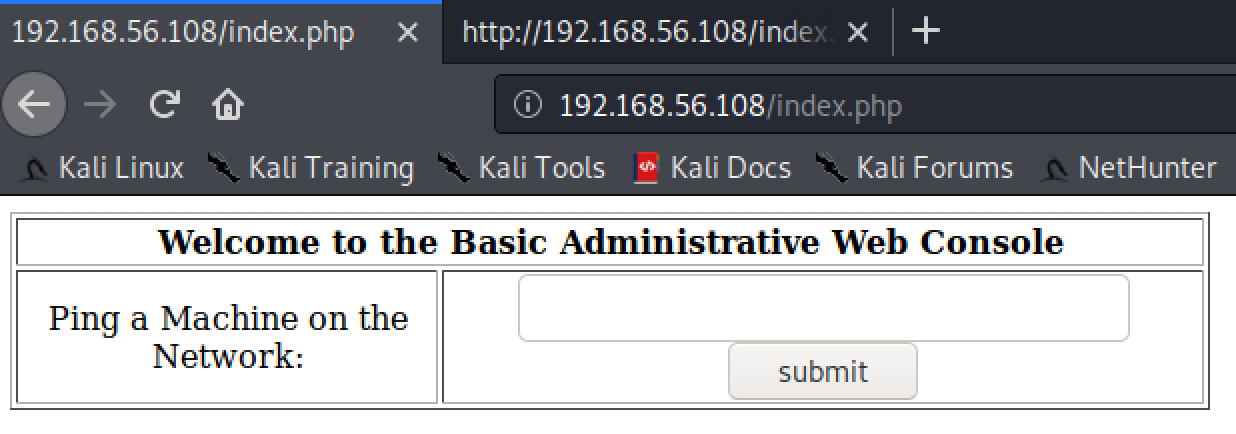 192.168.56.108/index.php
http://192.168.56.108/index.
192.168.56.108/index.php
Kali Linux Kali Training Kali Tools Kali Docs Kali Forums NetHunter
Welcome to the Basic Administrative Web Console
Ping a Machine on the
Network:
submit